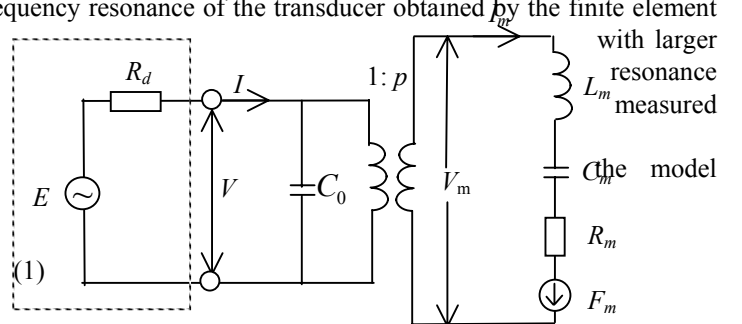 equency resonance of the transducer obtained by the finite element
I_m
with larger
R_d
I
1: p
L_m
resonance
measured
E
V
C_0
V_m
C_m
the model
R_m
(1)
F_m